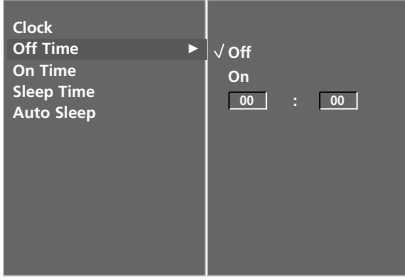 Clock
Off Time ►
On Time
Sleep Time
Auto Sleep
√ Off
On
00 : 00